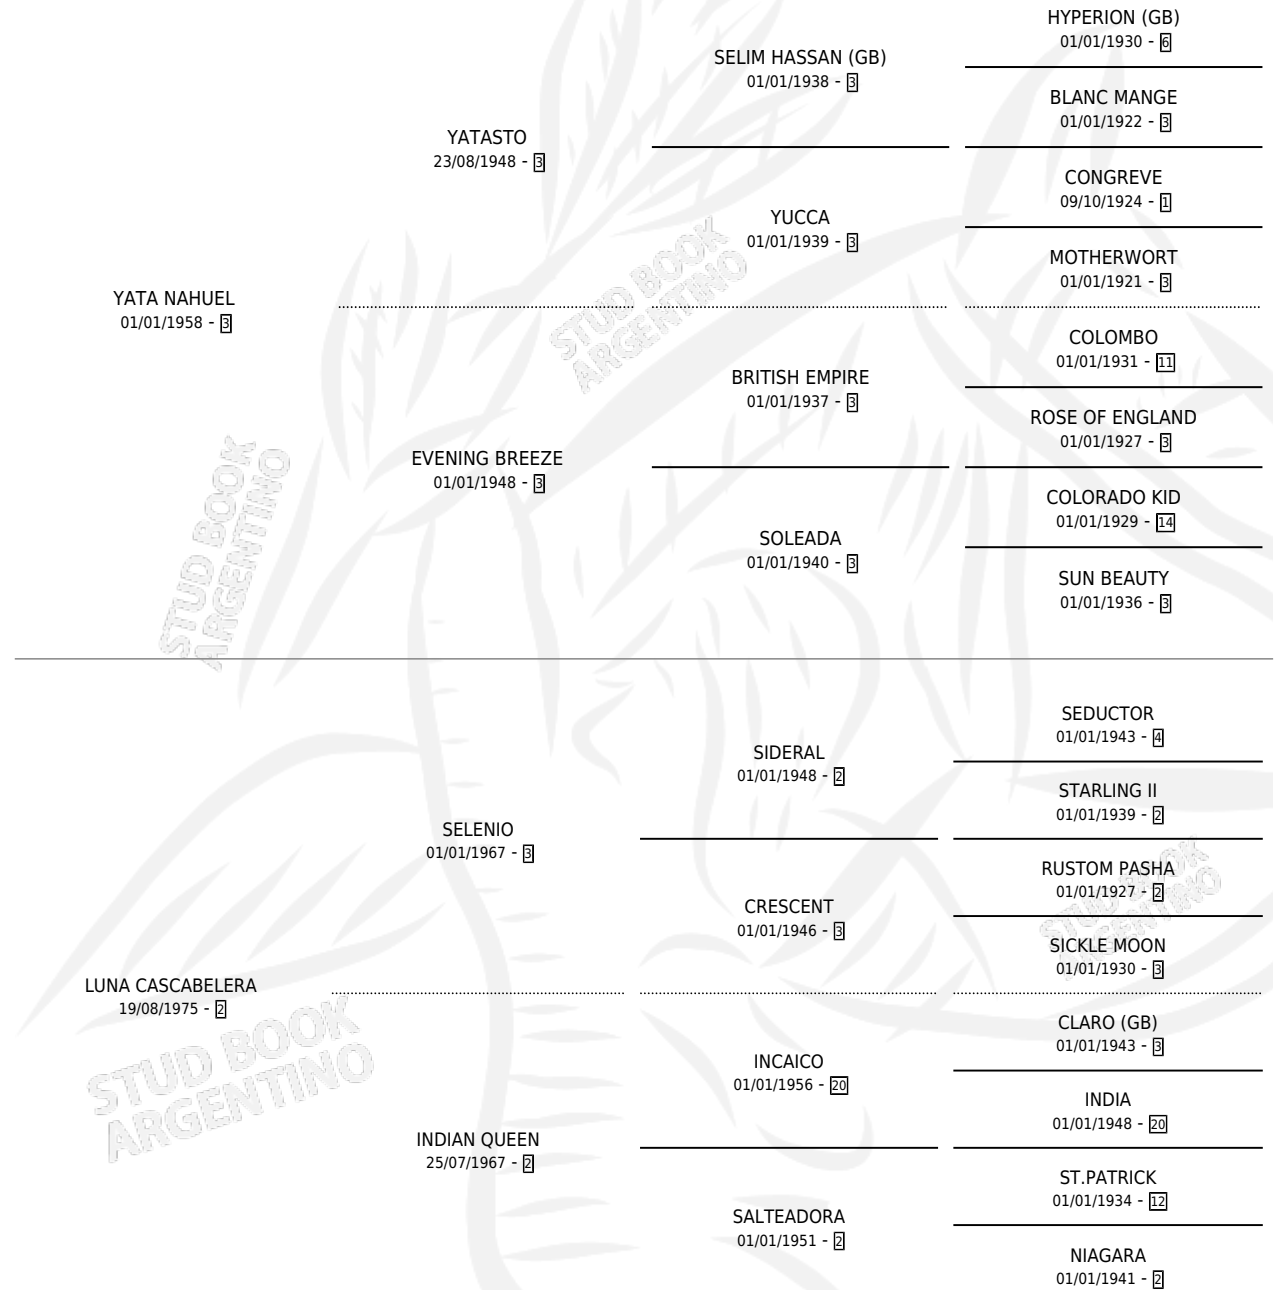 HYPERION (GB)
01/01/1930 - 6
SELIM HASSAN (GB)
01/01/1938 - 3
BLANC MANGE
01/01/1922 - 3
YATASTO
23/08/1948 - 3
CONGREVE
09/10/1924 - 1
YUCCA
01/01/1939 - 3
MOTHERWORT
01/01/1921 - 3
YATA NAHUEL
01/01/1958 - 3
COLOMBO
01/01/1931 - 11
BRITISH EMPIRE
01/01/1937 - 3
ROSE OF ENGLAND
01/01/1927 - 3
EVENING BREEZE
01/01/1948 - 3
COLORADO KID
01/01/1929 - 14
SOLEADA
01/01/1940 - 3
SUN BEAUTY
01/01/1936 - 3
STUD BOOK
ARGENTINO
STUD BOOK
ARGENTINO
SEDUCTOR
01/01/1943 - 4
SIDERAL
01/01/1948 - 2
STARLING II
01/01/1939 - 2
SELENIO
01/01/1967 - 3
RUSTOM PASHA
01/01/1927 - 2
CRESCENT
01/01/1946 - 3
SICKLE MOON
01/01/1930 - 3
LUNA CASCABELERA
19/08/1975 - 2
CLARO (GB)
01/01/1943 - 3
INCAICO
01/01/1956 - 20
INDIA
01/01/1948 - 20
INDIAN QUEEN
25/07/1967 - 2
ST.PATRICK
01/01/1934 - 12
SALTEADORA
01/01/1951 - 2
NIAGARA
01/01/1941 - 2
STUD BOOK
ARGENTINO
STUD BOOK
ARGENTINO